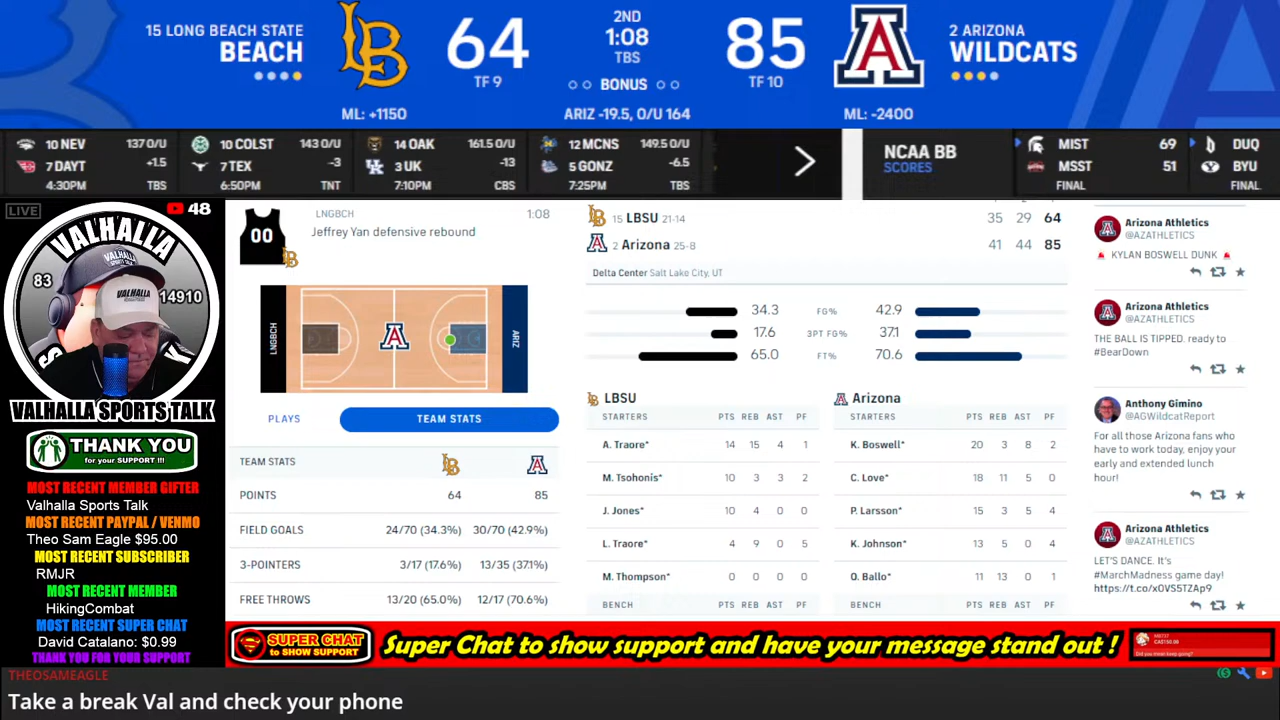 15 LONG BEACH STATE
BEACH
LB
64
TF 9
2ND
1:08
TBS
BONUS
ARIZ -19.5, O/U 164
85
TF 10
A
2 ARIZONA
WILDCATS
ML: +1150
ML: -2400
10 NEV 137 O/U
7 DAYT +1.5
4:30PM TBS
10 COLST 143 O/U
7 TEX -3
6:50PM TNT
14 OAK 161.5 O/U
3 UK -13
7:10PM CBS
12 MCNS 149.5 O/U
5 GONZ -6.5
7:25PM TBS
NCAA BB
SCORES
MIST 69
MSST 51
FINAL
DUQ
BYU
FINAL
LIVE
48
VALHALLA
83
14910
VALHALLA
VALHALLA SPORTS TALK
THANK YOU
for your SUPPORT !!!
MOST RECENT MEMBER GIFTER
Valhalla Sports Talk
MOST RECENT PAYPAL / VENMO
Theo Sam Eagle $95.00
MOST RECENT SUBSCRIBER
RMJR
MOST RECENT MEMBER
HikingCombat
MOST RECENT SUPER CHAT
David Catalano: $0.99
THANK YOU FOR YOUR SUPPORT
00
LNGBCH 1:08
Jeffrey Yan defensive rebound
LNGBCH
A
ARIZ
PLAYS
TEAM STATS
TEAM STATS
POINTS 64 85
FIELD GOALS 24/70 (34.3%) 30/70 (42.9%)
3-POINTERS 3/17 (17.6%) 13/35 (37.1%)
FREE THROWS 13/20 (65.0%) 12/17 (70.6%)
15 LBSU 21-14 35 29 64
2 Arizona 25-8 41 44 85
Delta Center Salt Lake City, UT
34.3 FG% 42.9
17.6 3PT FG% 37.1
65.0 FT% 70.6
LBSU
STARTERS PTS REB AST PF
A. Traore* 14 15 4 4
M. Tsohonis* 10 3 3 2
J. Jones* 10 4 0 0
L. Traore* 4 9 0 5
M. Thompson* 0 0 0 0
BENCH PTS REB AST PF
Arizona
STARTERS PTS REB AST PF
K. Boswell* 20 3 8 2
C. Love* 18 11 5 0
P. Larsson* 15 3 5 4
K. Johnson* 13 5 0 4
O. Ballo* 11 13 0 1
BENCH PTS REB AST PF
Arizona Athletics
@AZATHLETICS
KYLAN BOSWELL DUNK
Arizona Athletics
@AZATHLETICS
THE BALL IS TIPPED. ready to
#BearDown
Anthony Gimino
@AGWildcatReport
For all those Arizona fans who
have to work today, enjoy your
early and extended lunch
hour!
Arizona Athletics
@AZATHLETICS
LET'S DANCE. It's
#MarchMadness game day!
https://t.co/xOVS5TZAp9
SUPER CHAT
to SHOW SUPPORT
Super Chat to show support and have your message stand out !
THEOSAMEAGLE
Take a break Val and check your phone